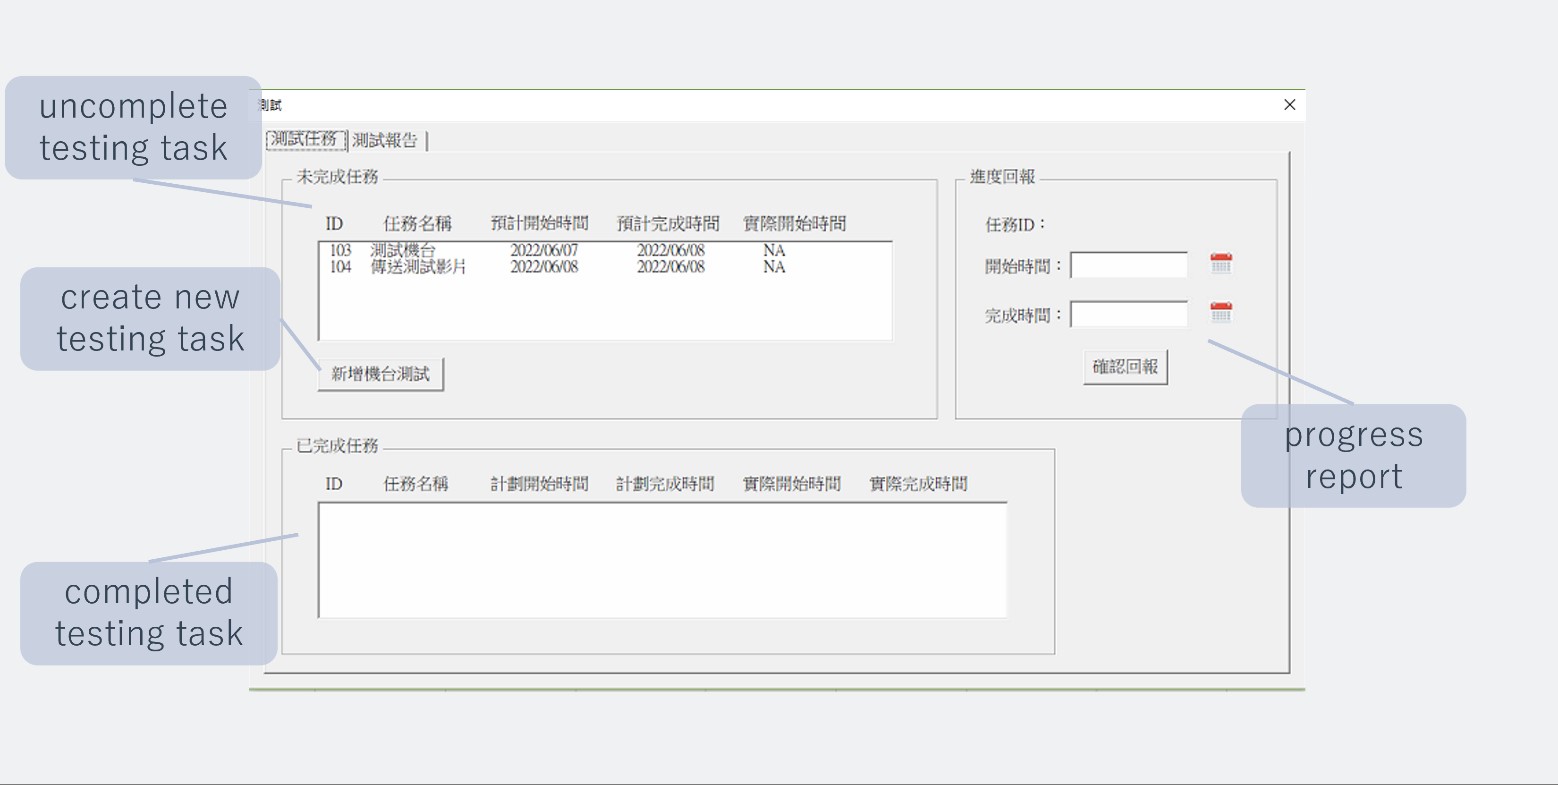 uncomplete
testing task
測試
測試任務 測試報告
未完成任務
ID 任務名稱 預計開始時間 預計完成時間 實際開始時間
103 測試機台 2022/06/07 2022/06/08 NA
104 傳送測試影片 2022/06/08 2022/06/08 NA
create new
testing task
新增機台測試
進度回報
任務ID：
開始時間：
完成時間：
確認回報
progress
report
已完成任務
ID 任務名稱 計劃開始時間 計劃完成時間 實際開始時間 實際完成時間
completed
testing task